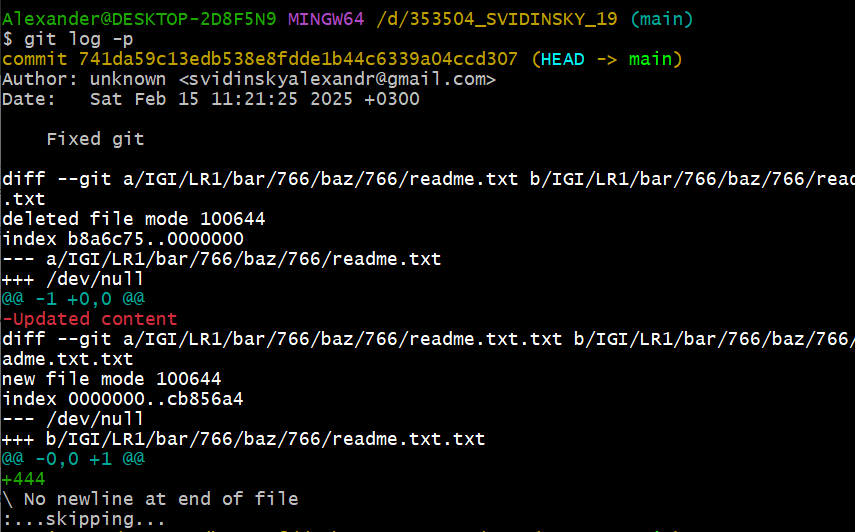 Alexander@DESKTOP-2D8F5N9 MINGW64 /d/353504_SVIDINSKY_19 (main)
$ git log -p
commit 741da59c13edb538e8fdde1b44c6339a04ccd307 (HEAD -> main)
Author: unknown <svidinskyalexandr@gmail.com>
Date:   Sat Feb 15 11:21:25 2025 +0300

    Fixed git

diff --git a/IGI/LR1/bar/766/baz/766/readme.txt b/IGI/LR1/bar/766/baz/766/read
.txt
deleted file mode 100644
index b8a6c75..0000000
--- a/IGI/LR1/bar/766/baz/766/readme.txt
+++ /dev/null
@@ -1 +0,0 @@
-Updated content
diff --git a/IGI/LR1/bar/766/baz/766/readme.txt.txt b/IGI/LR1/bar/766/baz/766/
adme.txt.txt
new file mode 100644
index 0000000..cb856a4
--- /dev/null
+++ b/IGI/LR1/bar/766/baz/766/readme.txt.txt
@@ -0,0 +1 @@
+444
\ No newline at end of file
:...skipping...